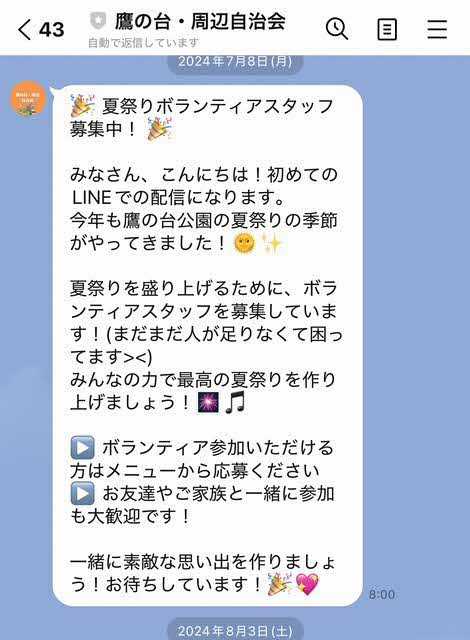 43 鷹の台・周辺自治会
自動で返信しています
2024年7月8日(月)
🎉 夏祭りボランティアスタッフ
募集中！ 🎉
みなさん、こんにちは！初めての
LINEでの配信になります。
今年も鷹の台公園の夏祭りの季節
がやってきました！🌞✨
夏祭りを盛り上げるために、ボラ
ンティアスタッフを募集していま
す！(まだまだ人が足りなくて困っ
てます><)
みんなの力で最高の夏祭りを作り
上げましょう！🎆🎵
▶️ ボランティア参加いただける
方はメニューから応募ください
▶️ お友達やご家族と一緒に参加
も大歓迎です！
一緒に素敵な思い出を作りましょ
う！お待ちしています！🎉💖
8:00
2024年8月3日(土)